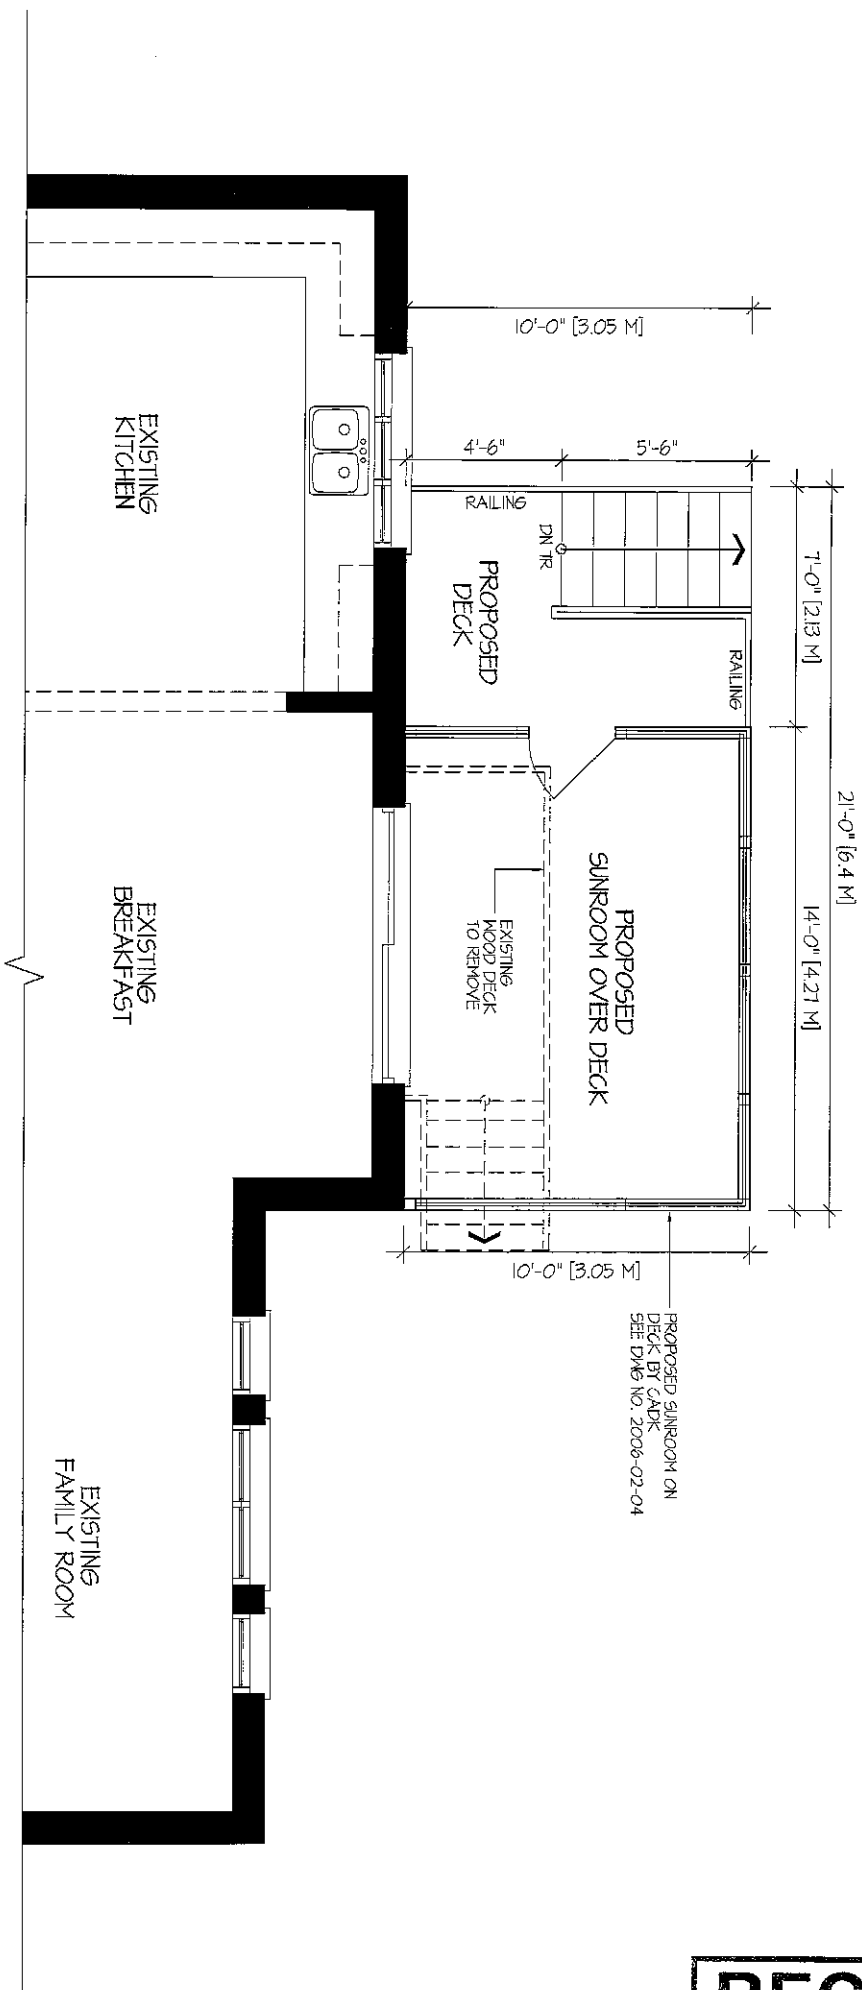 21'-0" [6.4 M]
7'-0" [2.13 M]
14'-0" [4.27 M]
10'-0" [3.05 M]
5'-6"
4'-6"
RAILING
RAILING
DN 7R
PROPOSED
DECK
PROPOSED
SUNROOM OVER DECK
EXISTING
WOOD DECK
TO REMOVE
10'-0" [3.05 M]
PROPOSED SUNROOM ON
DECK BY CADK
SEE DWG NO. 2006-02-04
EXISTING
KITCHEN
EXISTING
BREAKFAST
EXISTING
FAMILY ROOM